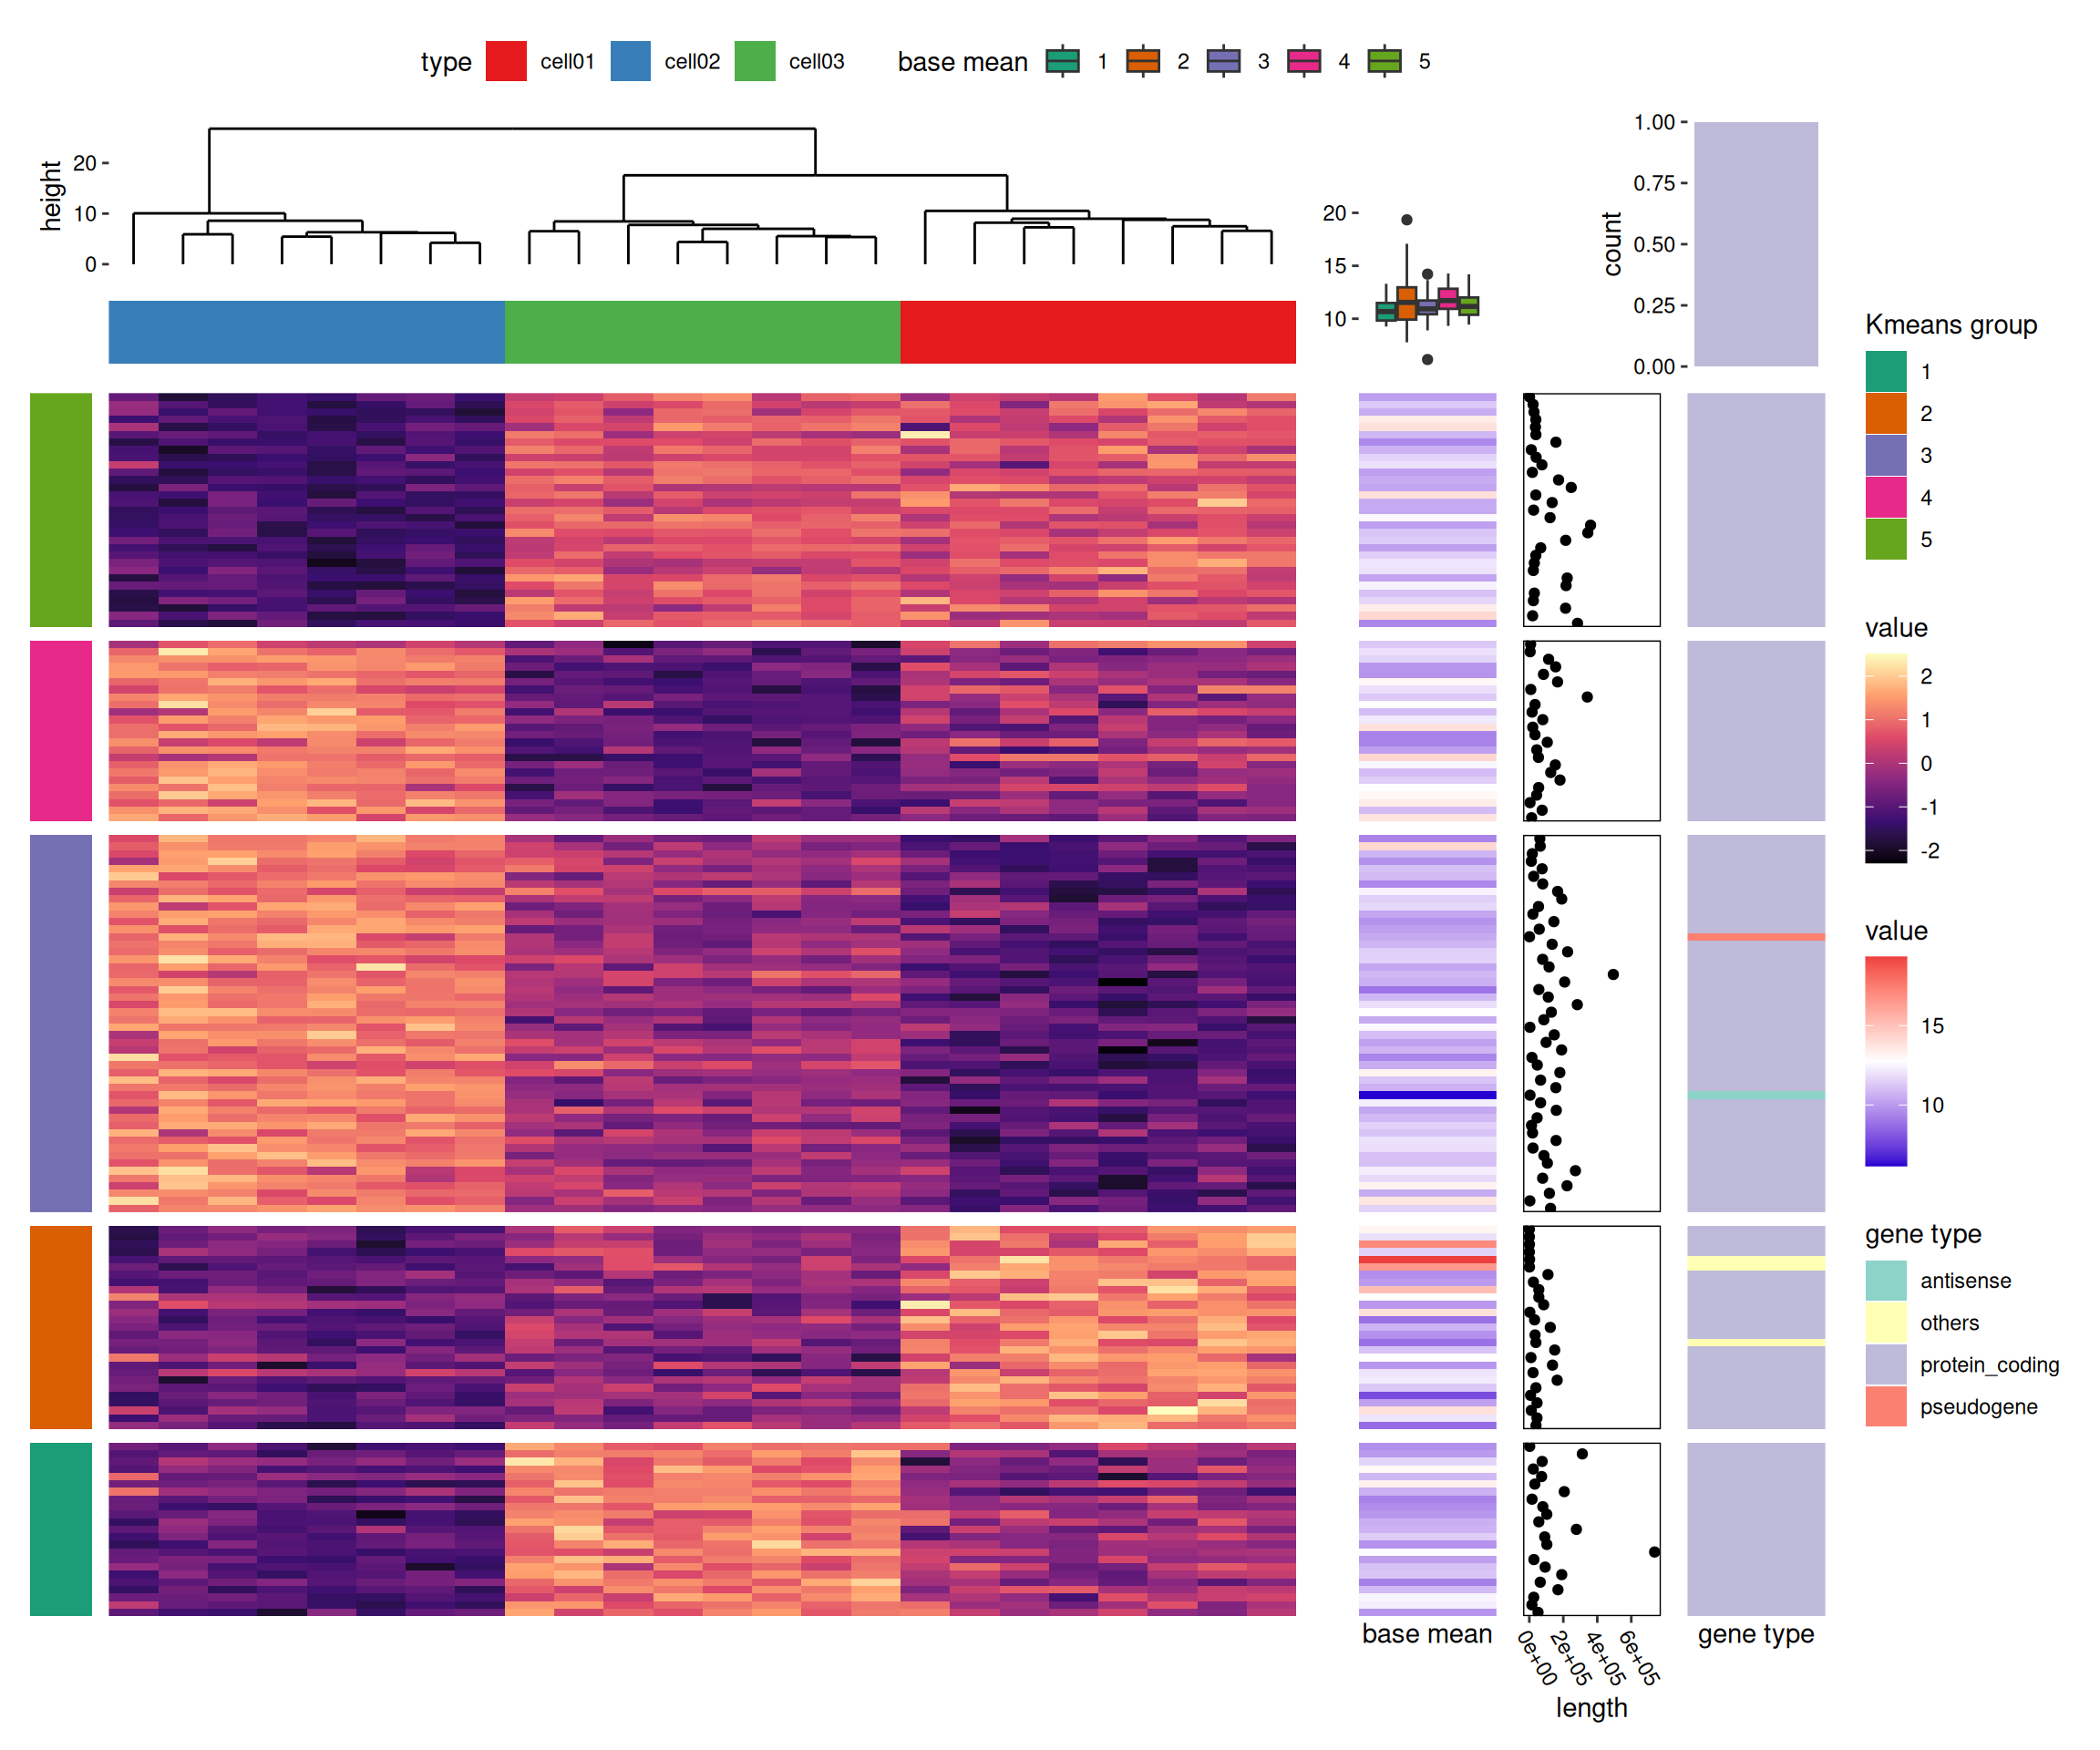 type cell01 cell02 cell03 base mean 1 2 3 4 5
height
20
10
0
20
15
10
count
1.00
0.75
0.50
0.25
0.00
Kmeans group
1
2
3
4
5
value
2
1
0
-1
-2
value
15
10
gene type
antisense
others
protein_coding
pseudogene
base mean
0e+00 2e+05 4e+05 6e+05
length
gene type